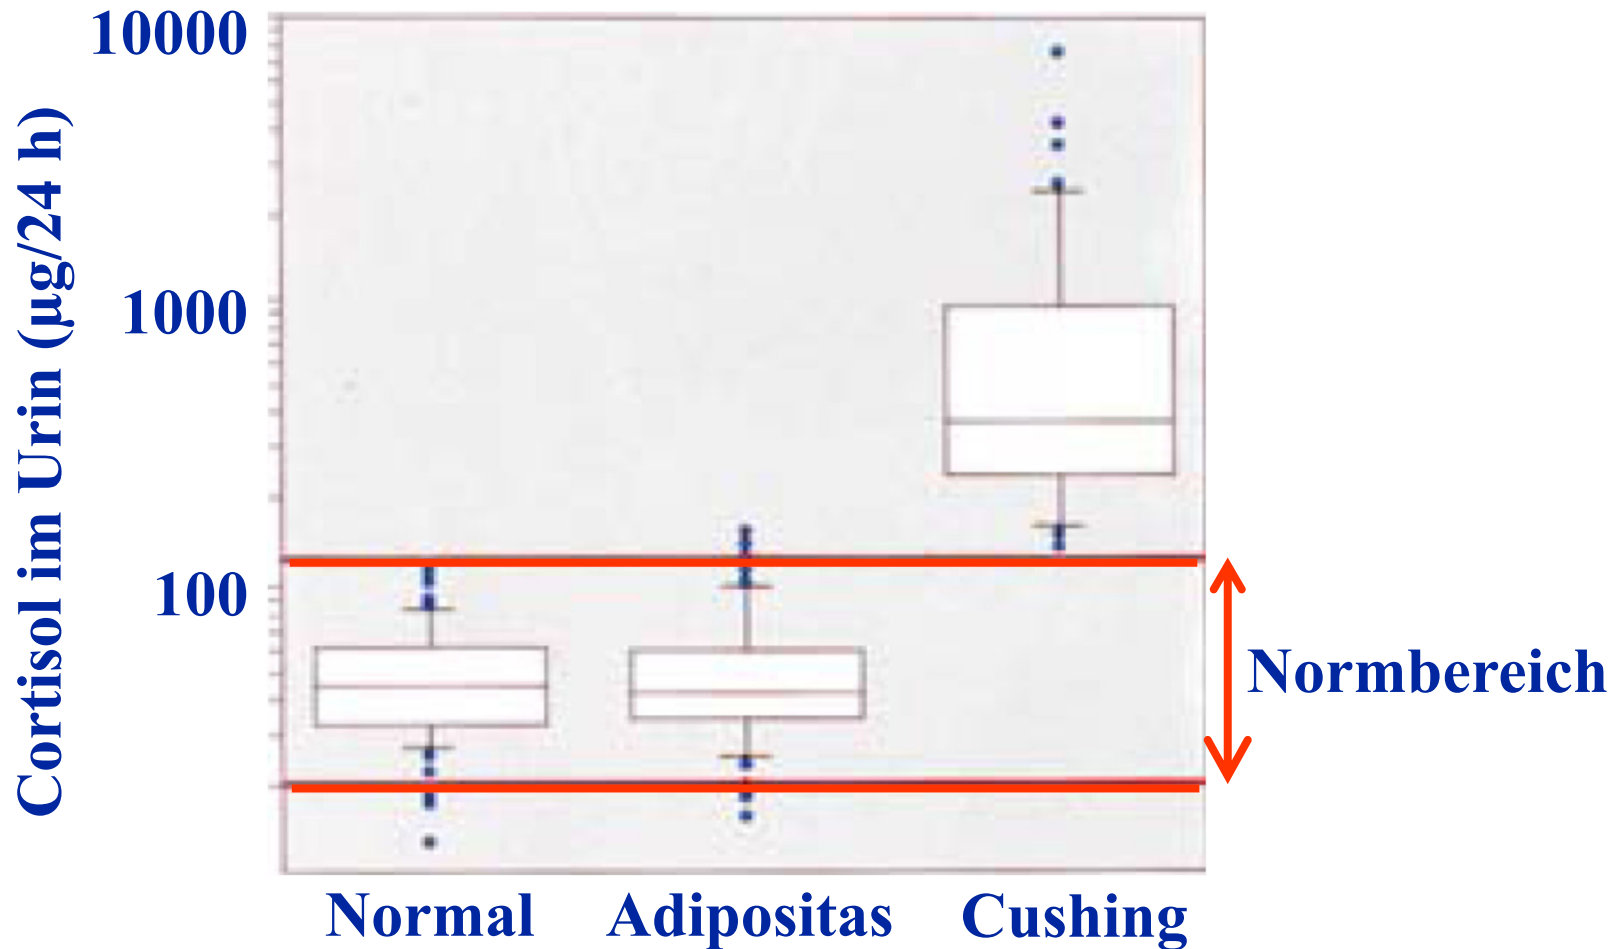 Cortisol im Urin (µg/24 h)
10000
1000
100
Normbereich
Normal
Adipositas
Cushing